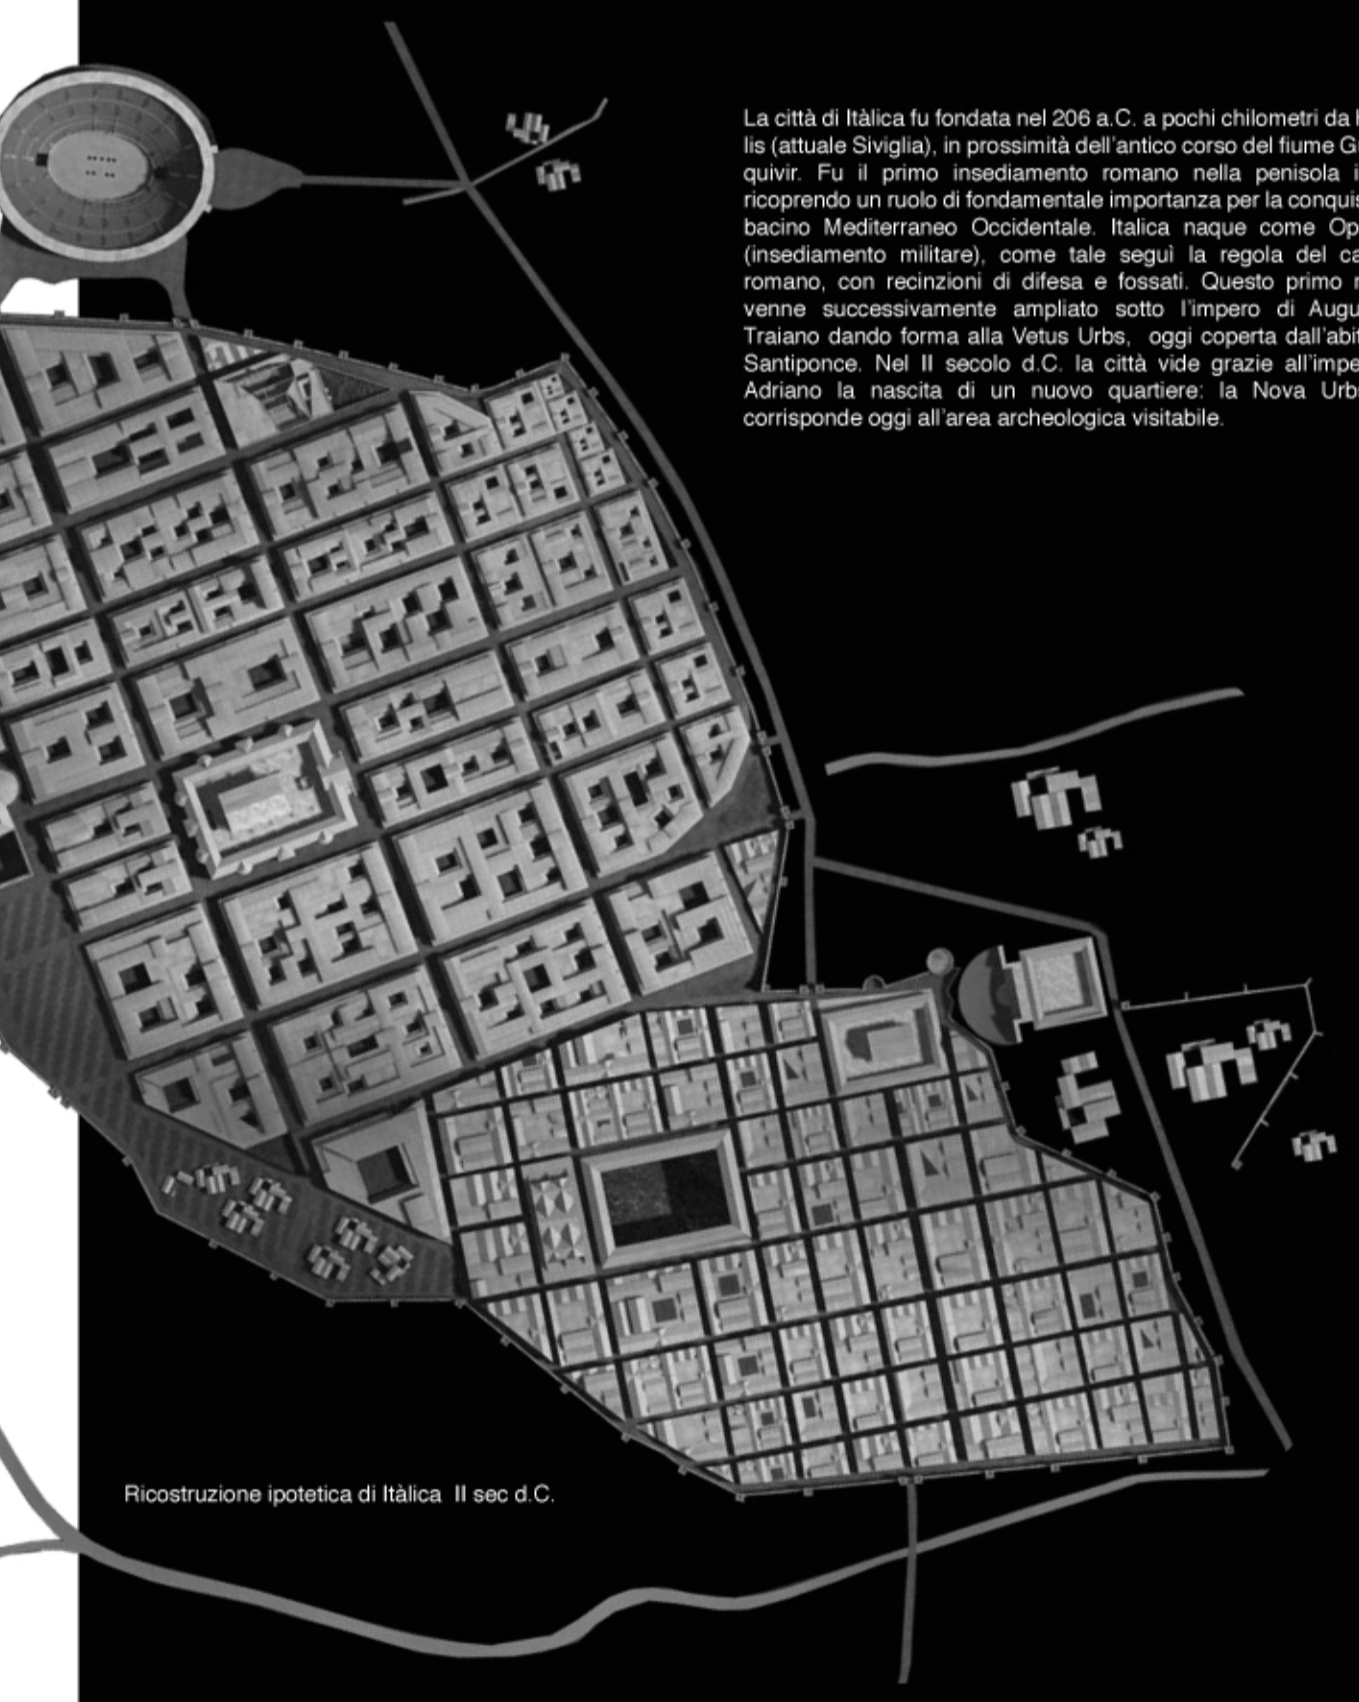 La città di Itàlica fu fondata nel 206 a.C. a pochi chilometri da
lis (attuale Siviglia), in prossimità dell'antico corso del fiume
quivir. Fu il primo insediamento romano nella penisola
ricoprendo un ruolo di fondamentale importanza per la
bacino Mediterraneo Occidentale. Italica naque come
(insediamento militare), come tale seguì la regola del
romano, con recinzioni di difesa e fossati. Questo primo
venne successivamente ampliato sotto l'impero di
Traiano dando forma alla Vetus Urbs, oggi coperta
Santiponce. Nel II secolo d.C. la città vide grazie
Adriano la nascita di un nuovo quartiere: la Nova Urbs
corrisponde oggi all'area archeologica visitabile.
Ricostruzione ipotetica di Itàlica II sec d.C.